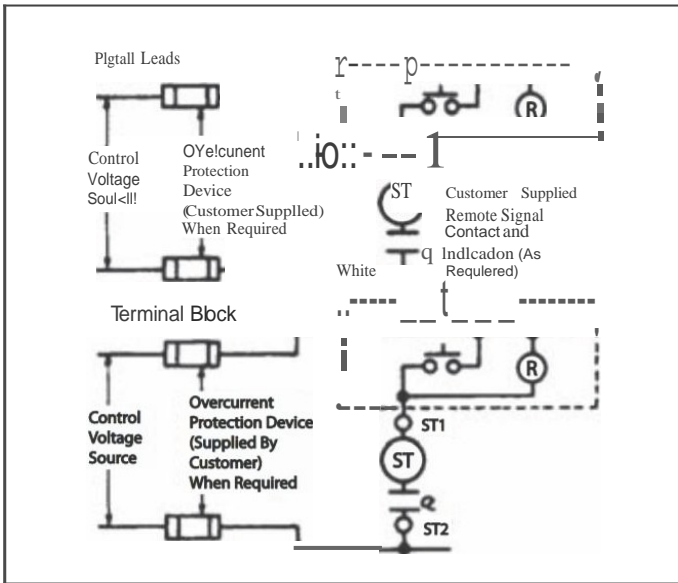 Plgtall Leads
R
Control
Voltage
Soul<ll!
OYe!cunent
Protection
Device
(Customer Supplled)
When Required
ST
Customer Supplied
Remote Signal
Contact and
Indlcadon (As
Requlered)
White
Terminal Block
Control
Voltage
Source
Overcurrent
Protection Device
(Supplied By
Customer)
When Required
R
ST1
ST
ST2